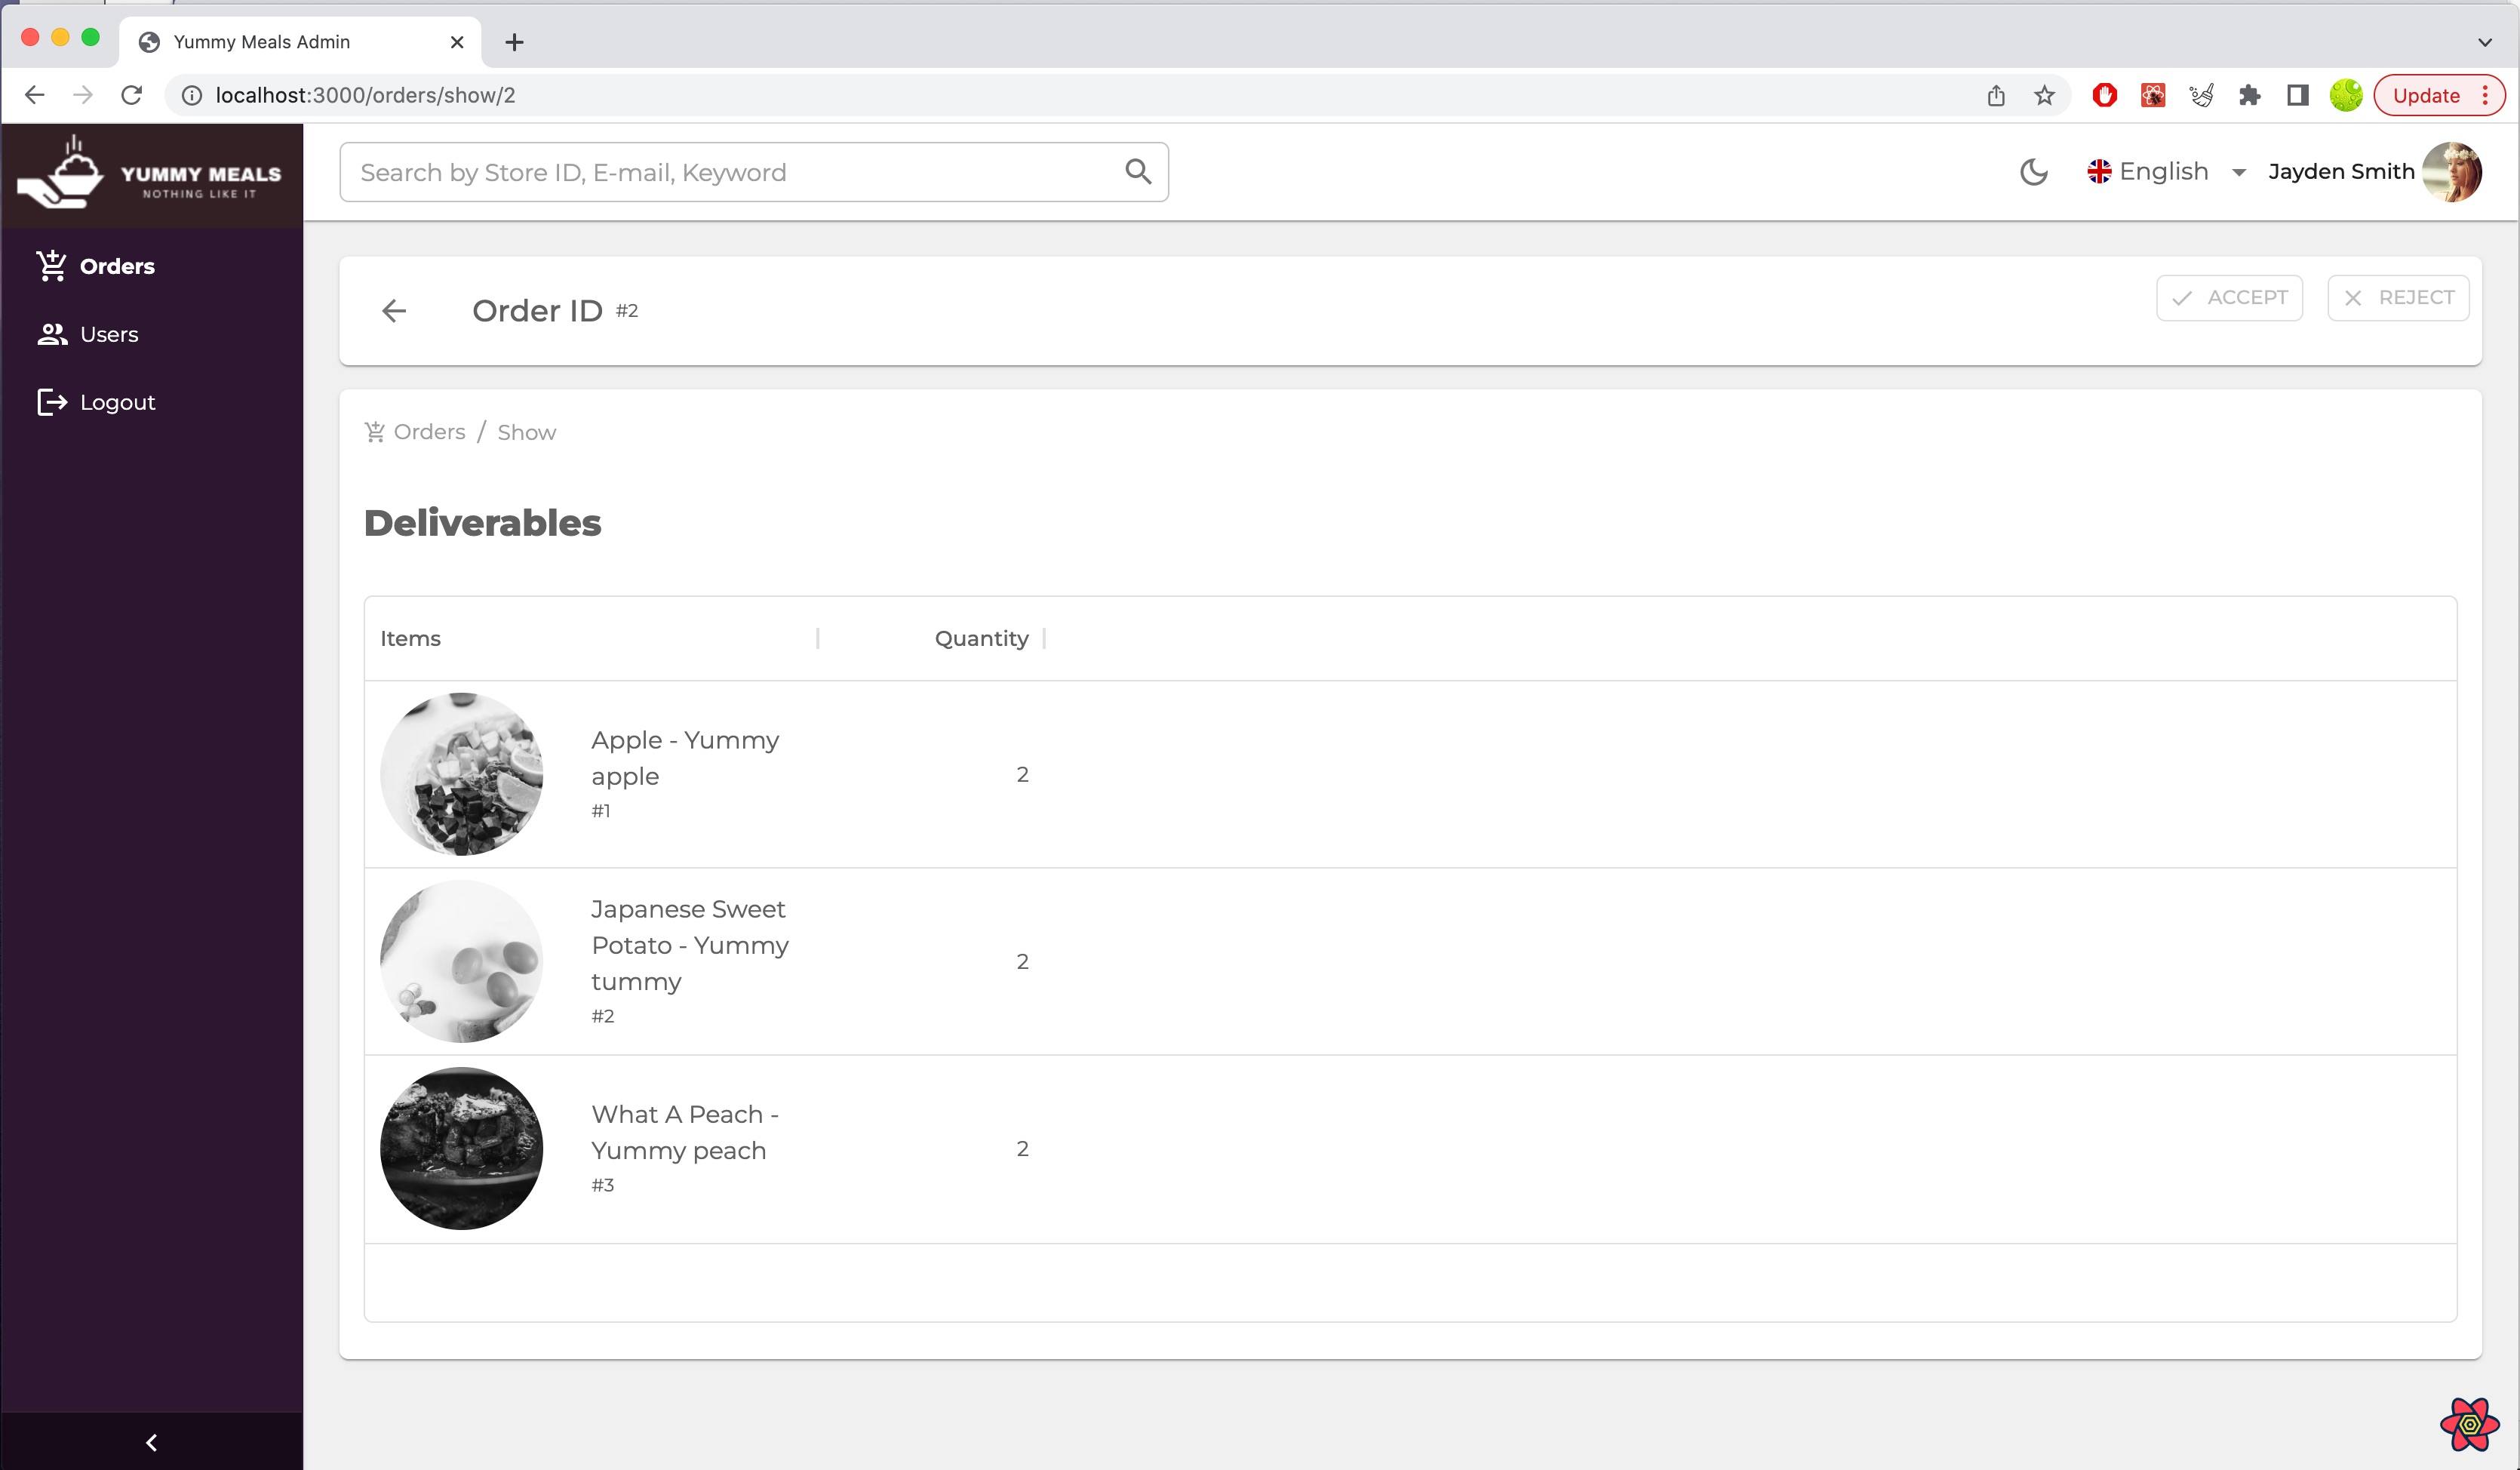 Yummy Meals Admin
localhost:3000/orders/show/2
Update
YUMMY MEALS
NOTHING LIKE IT
Search by Store ID, E-mail, Keyword
English
Jayden Smith
Orders
Users
Logout
Order ID #2
ACCEPT
REJECT
Orders / Show
Deliverables
Items
Quantity
Apple - Yummy
apple
#1
2
Japanese Sweet
Potato - Yummy
tummy
#2
2
What A Peach -
Yummy peach
#3
2